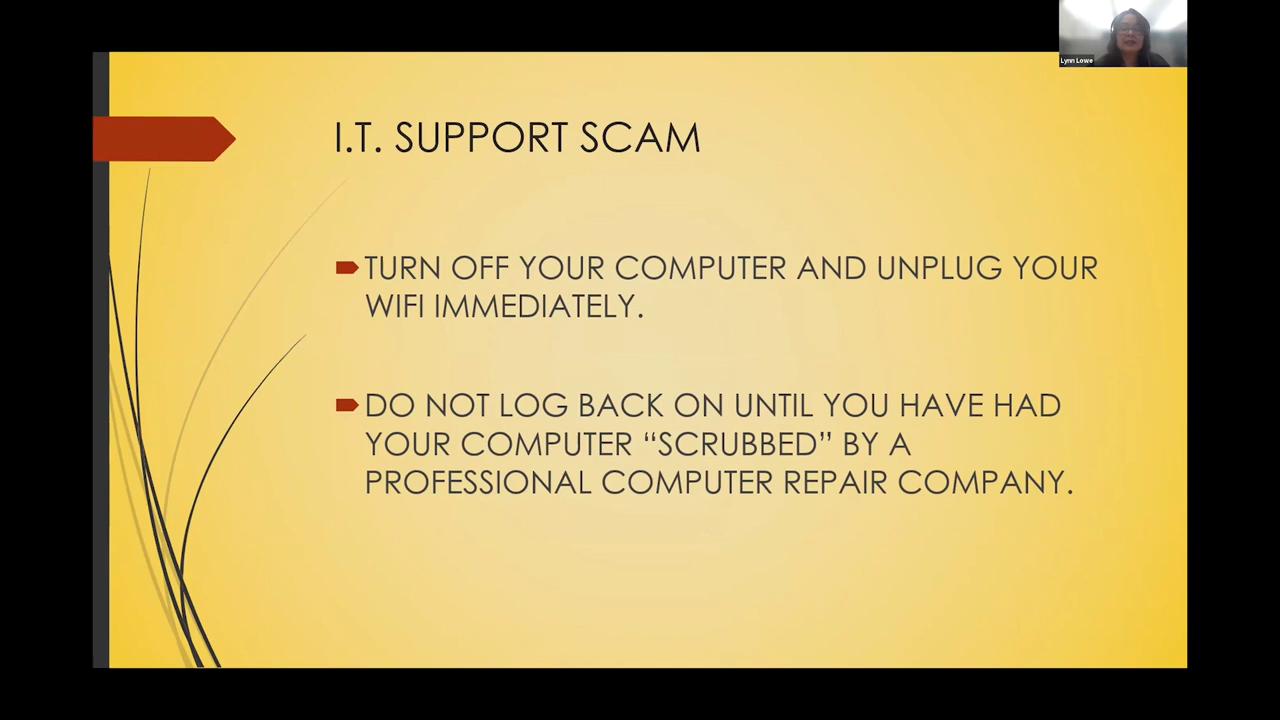 Lynn Lowe
I.T. SUPPORT SCAM
TURN OFF YOUR COMPUTER AND UNPLUG YOUR
WIFI IMMEDIATELY.
DO NOT LOG BACK ON UNTIL YOU HAVE HAD
YOUR COMPUTER “SCRUBBED” BY A
PROFESSIONAL COMPUTER REPAIR COMPANY.